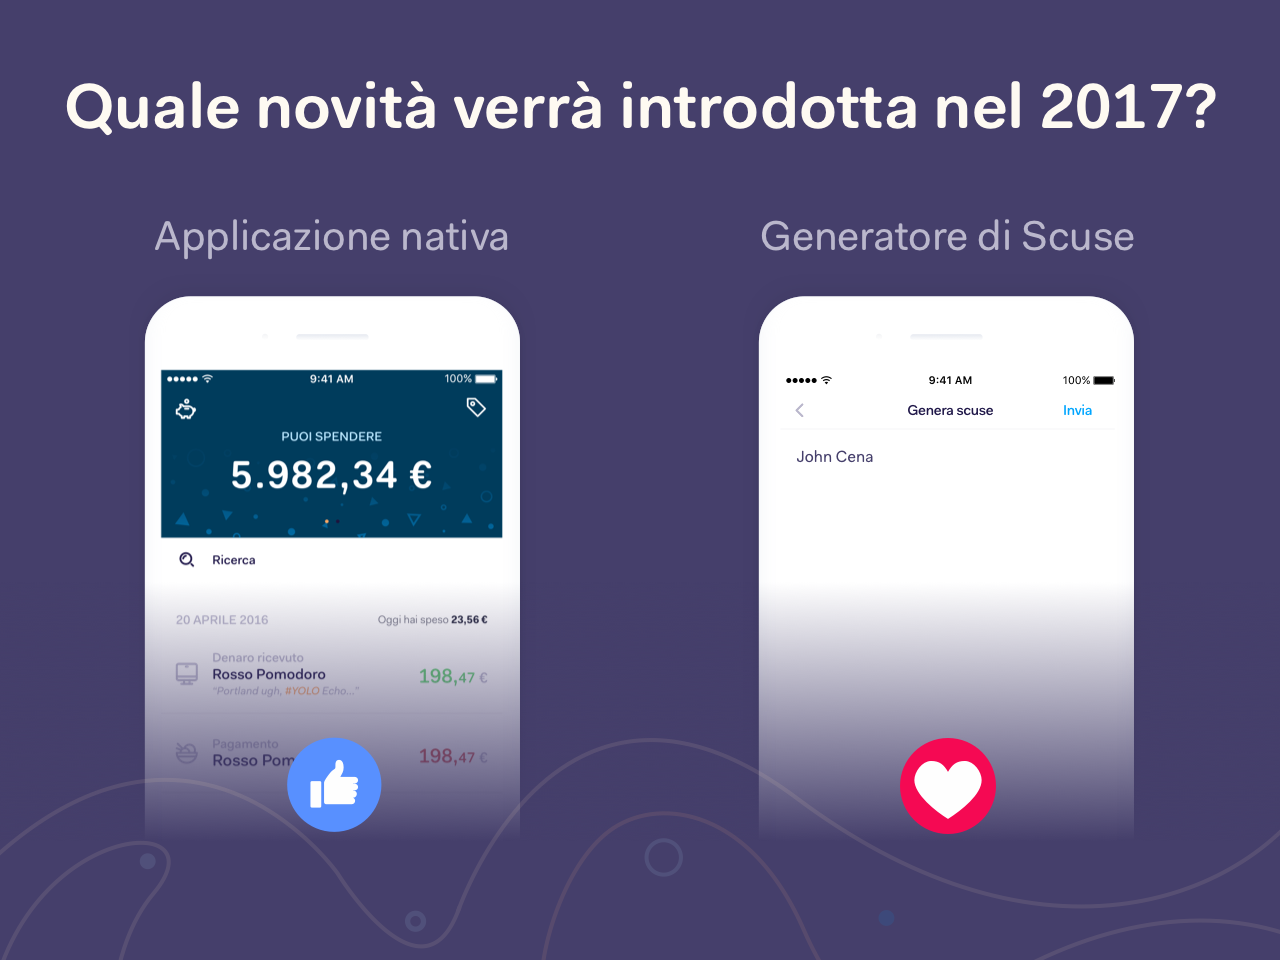 Quale novità verrà introdotta nel 2017?
Applicazione nativa
Generatore di Scuse
9:41 AM
100%
PUOI SPENDERE
5.982,34 €
Ricerca
20 APRILE 2016
Oggi hai speso 23,56 €
Denaro ricevuto
Rosso Pomodoro
198,47 €
"Portland ugh, #YOLO Echo..."
Pagamento
Rosso Pom
198,47 €
9:41 AM
100%
Genera scuse
Invia
John Cena